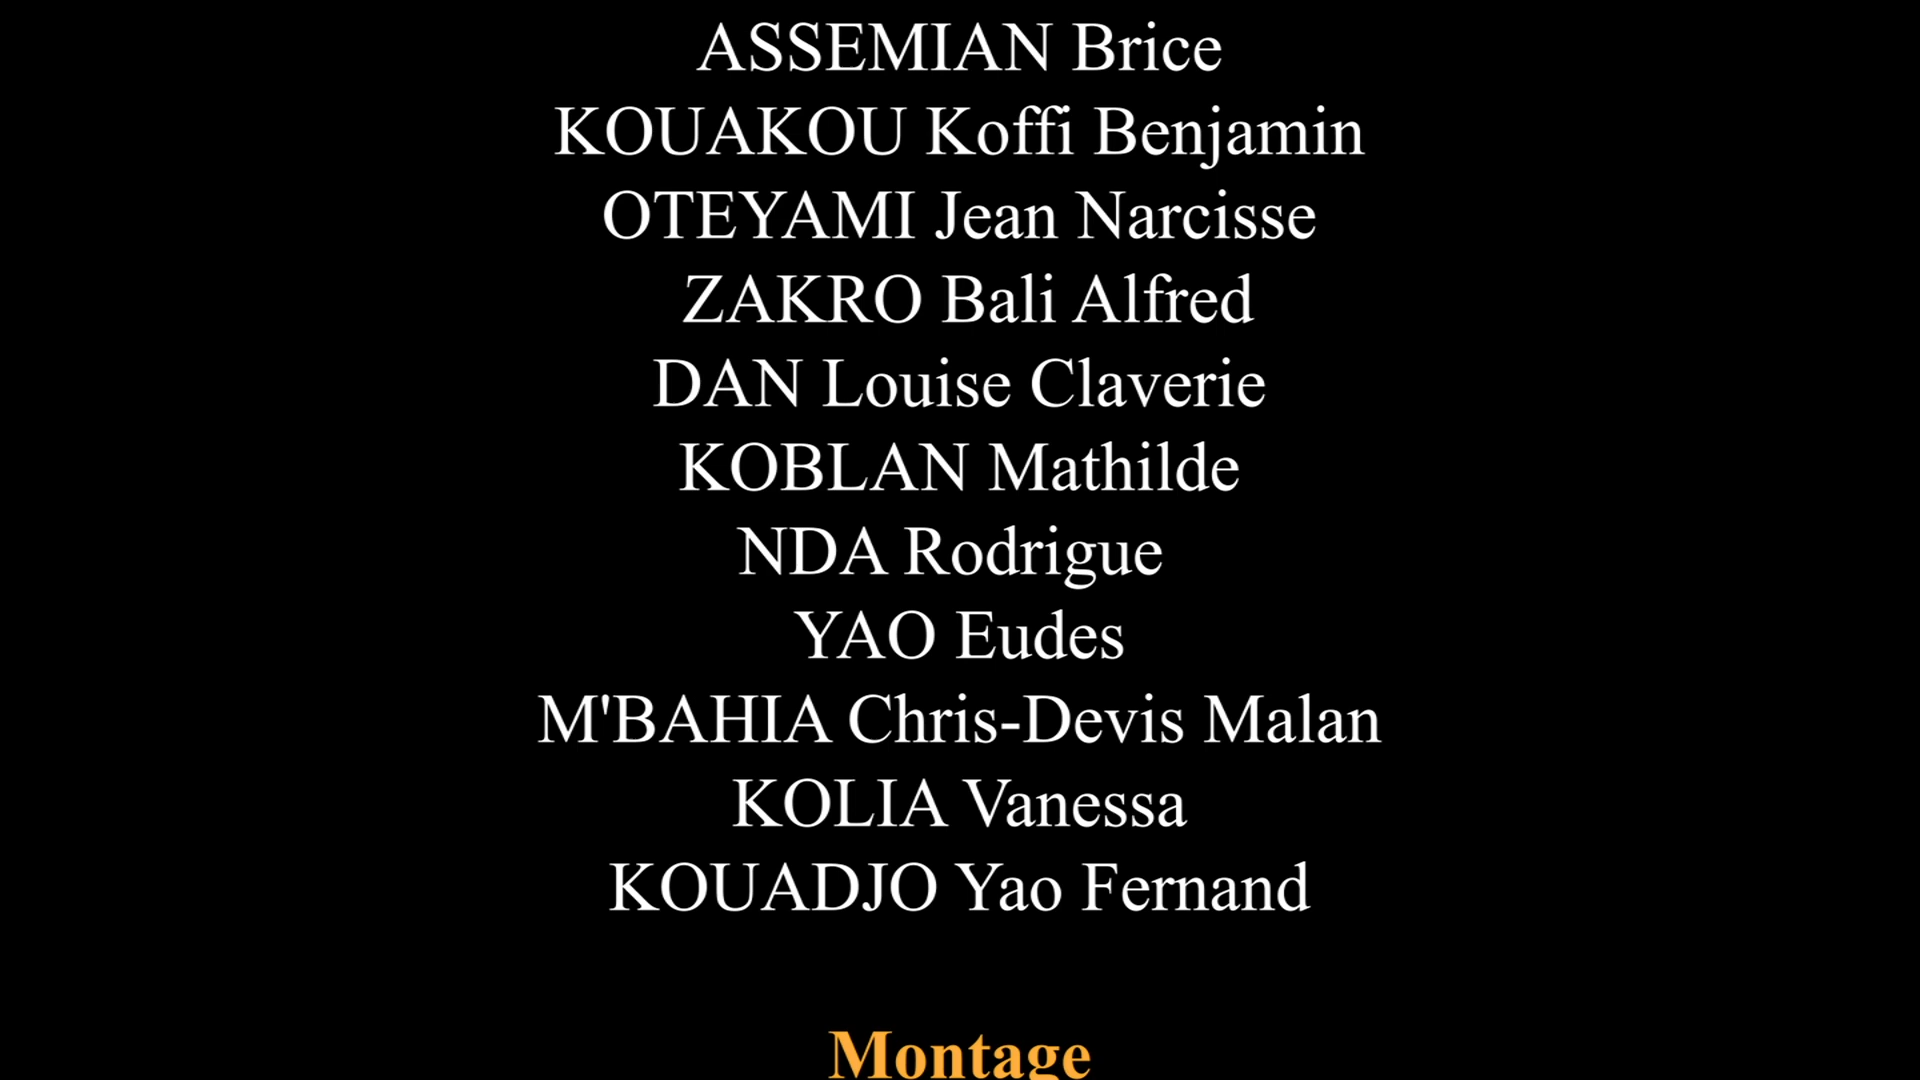 ASSEMIAN Brice
KOUAKOU Koffi Benjamin
OTEYAMI Jean Narcisse
ZAKRO Bali Alfred
DAN Louise Claverie
KOBLAN Mathilde
NDA Rodrigue
YAO Eudes
M'BAHIA Chris-Devis Malan
KOLIA Vanessa
KOUADJO Yao Fernand
Montage